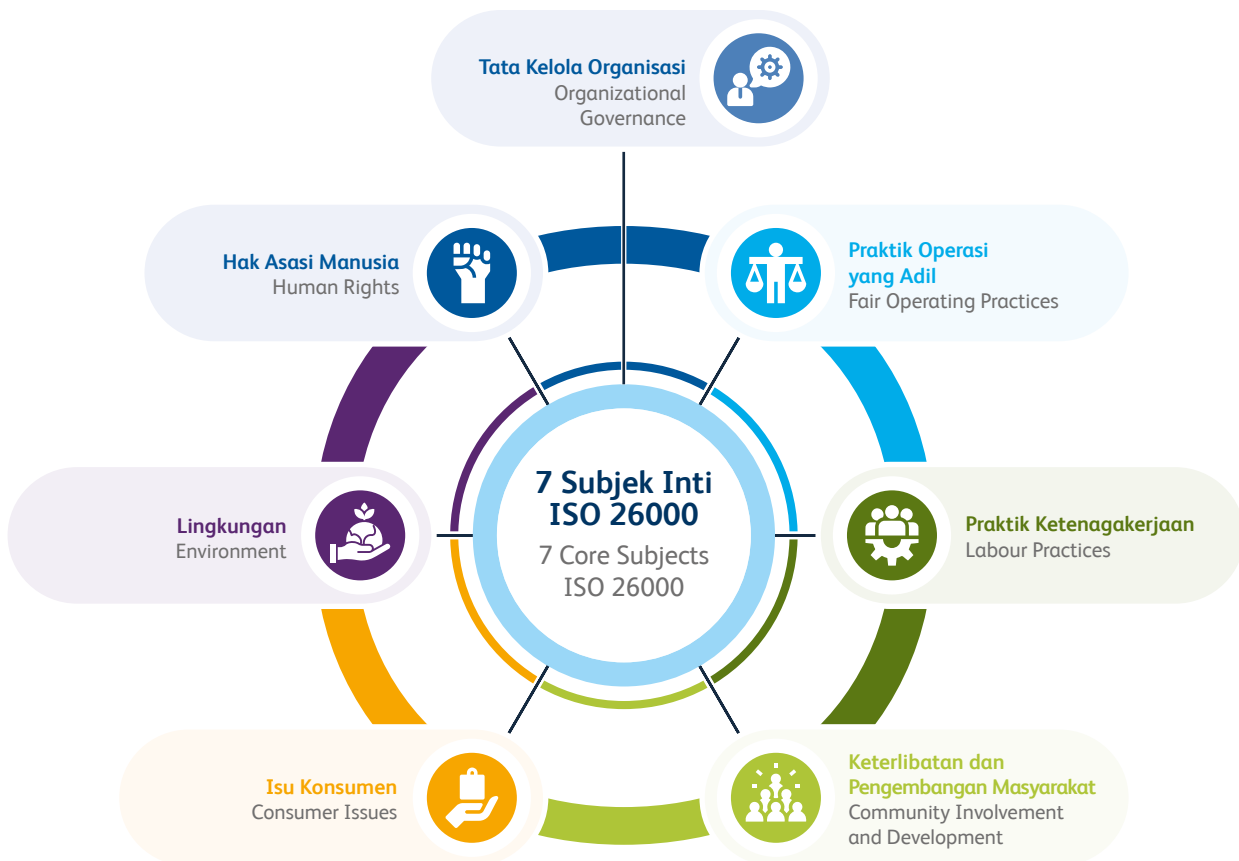 Tata Kelola Organisasi
Organizational
Governance
Hak Asasi Manusia
Human Rights
Praktik Operasi
yang Adil
Fair Operating Practices
7 Subjek Inti
ISO 26000
7 Core Subjects
ISO 26000
Lingkungan
Environment
Praktik Ketenagakerjaan
Labour Practices
Isu Konsumen
Consumer Issues
Keterlibatan dan
Pengembangan Masyarakat
Community Involvement
and Development